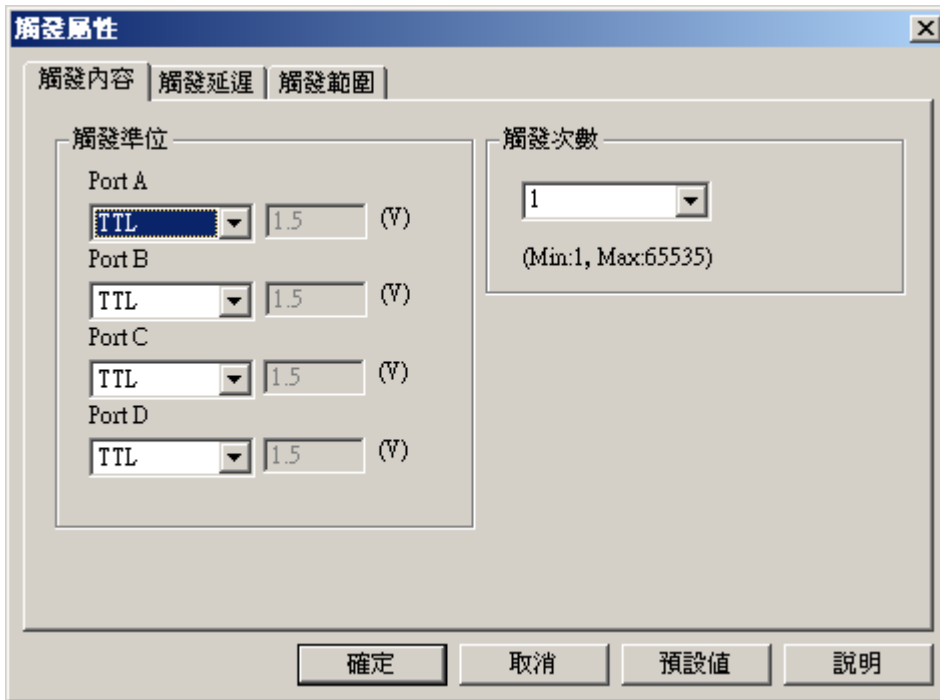 觸發屬性
觸發內容 觸發延遲 觸發範圍
觸發準位
Port A
TTL 1.5 (V)
Port B
TTL 1.5 (V)
Port C
TTL 1.5 (V)
Port D
TTL 1.5 (V)
觸發次數
1
(Min:1, Max:65535)
確定 取消 預設值 說明